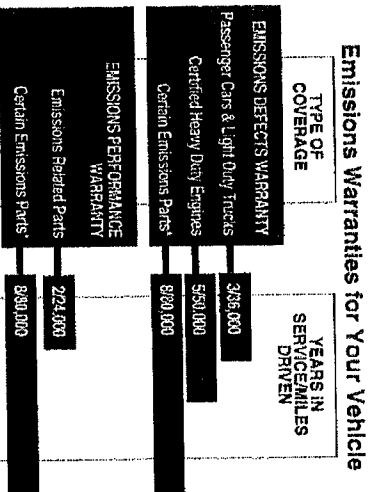 Emissions Warranties for Your Vehicle
TYPE OF
COVERAGE
YEARS IN
SERVICE/MILES
DRIVEN
EMISSIONS DEFECTS WARRANTY
Passenger Cars & Light Duty Trucks
3/36,000
Certified Heavy Duty Engines
5/50,000
Certain Emissions Parts*
8/80,000
EMISSIONS PERFORMANCE
WARRANTY
Emissions Related Parts
2/24,000
Certain Emissions Parts*
8/80,000